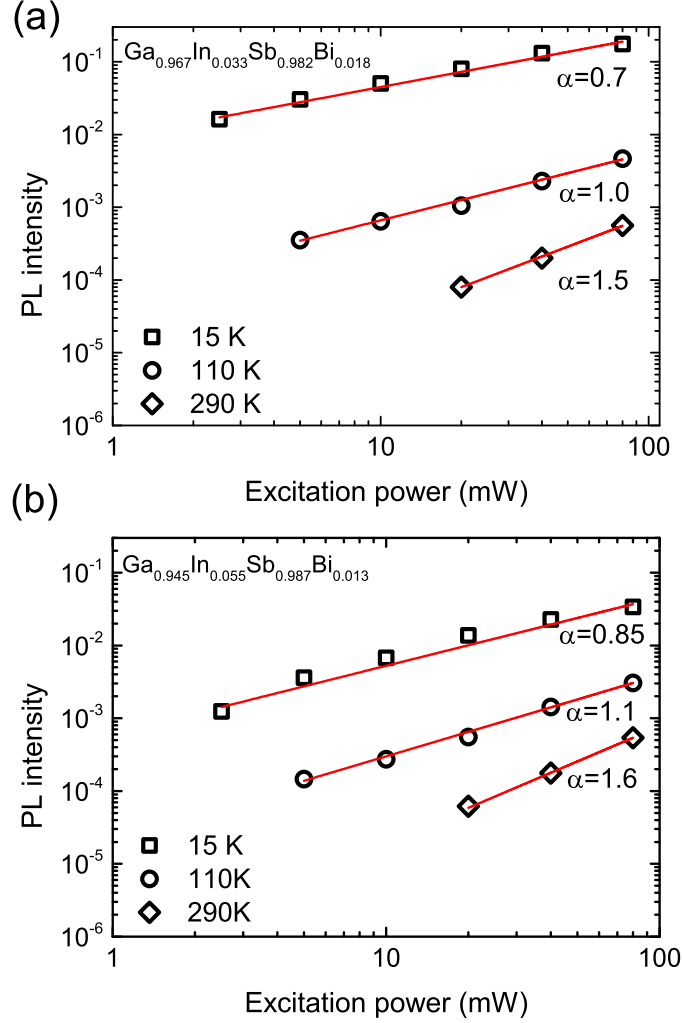 (a)
Ga0.967In0.033Sb0.982Bi0.018
10-1
α=0.7
10-2
10-3
α=1.0
PL intensity
10-4
α=1.5
15 K
10-5
110 K
290 K
10-6
1
10
100
Excitation power (mW)
(b)
Ga0.945In0.055Sb0.987Bi0.013
10-1
10-2
α=0.85
10-3
α=1.1
PL intensity
10-4
α=1.6
15 K
10-5
110K
290K
10-6
1
10
100
Excitation power (mW)